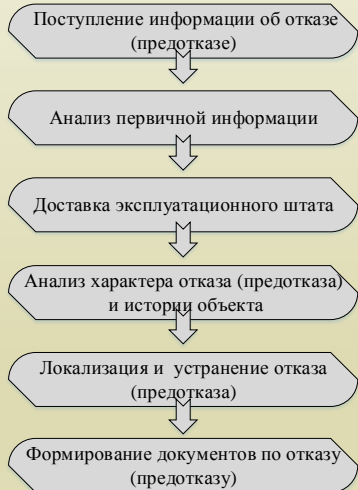 Поступление информации об отказе
(предотказе)
Анализ первичной информации
Доставка эксплуатационного штата
Анализ характера отказа (предотказа)
и истории объекта
Локализация и устранение отказа
(предотказа)
Формирование документов по отказу
(предотказу)